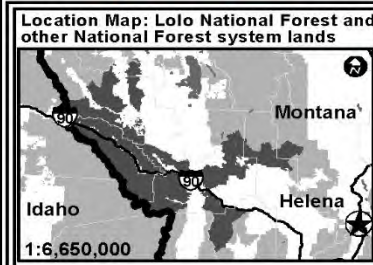 Location Map: Lolo National Forest and
other National Forest system lands
Montana
90
90
Idaho
Helena
1:6,650,000